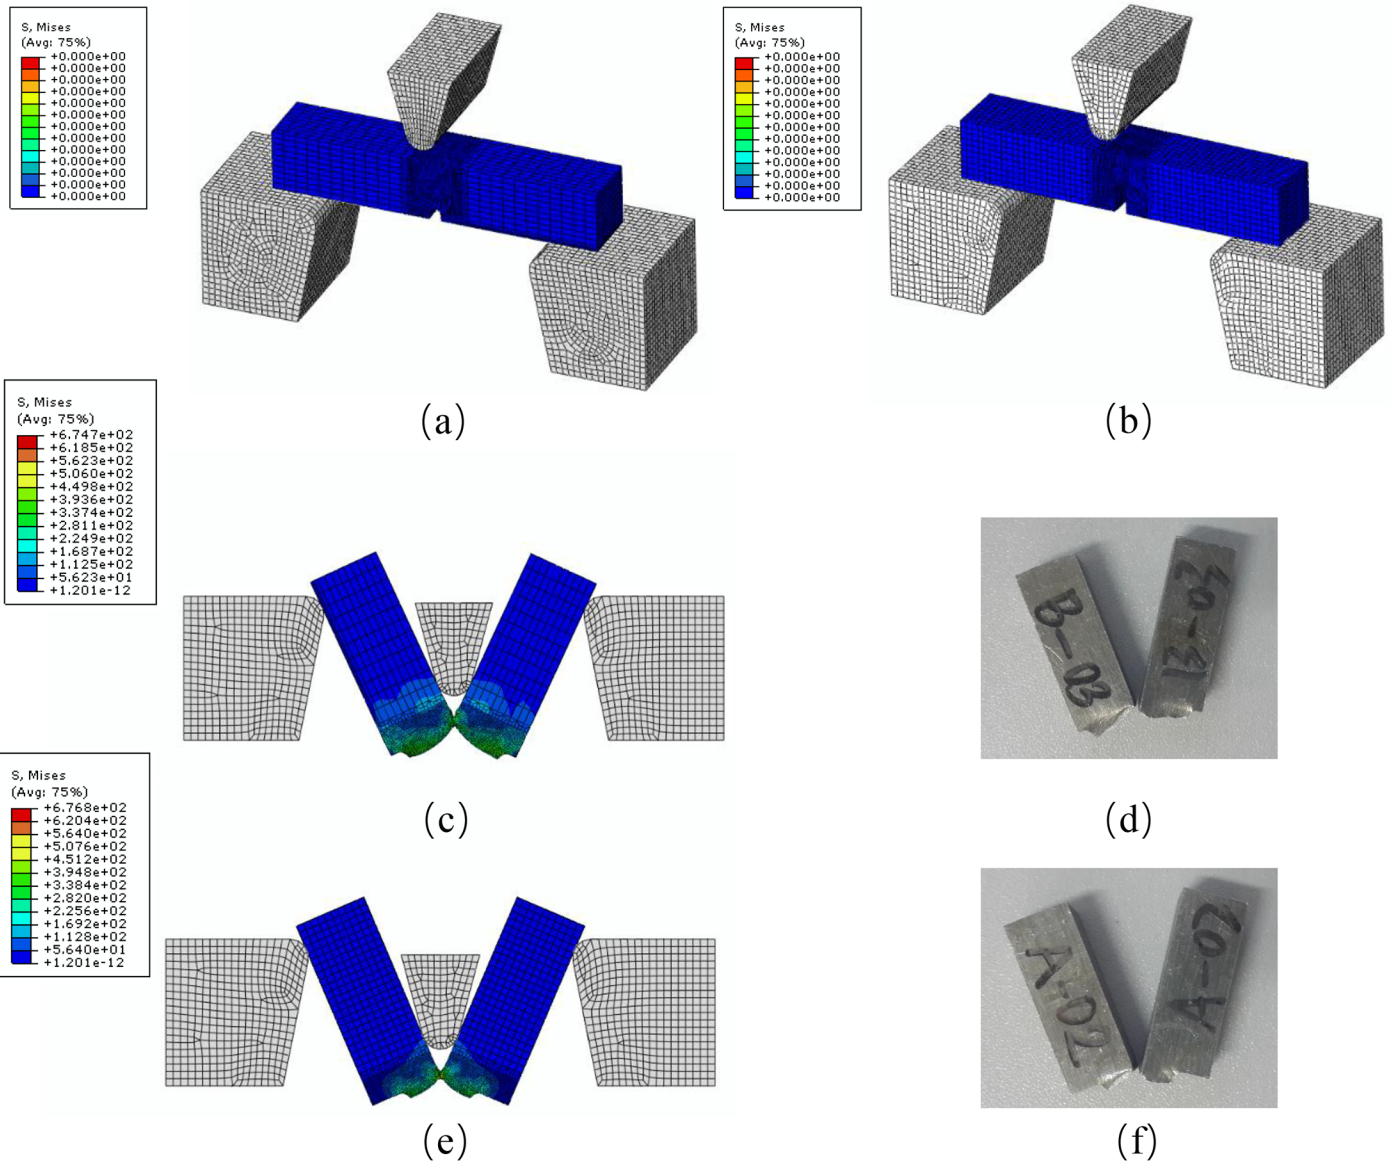 S, Mises
(Avg: 75%)
+0.000e+00
+0.000e+00
+0.000e+00
+0.000e+00
+0.000e+00
+0.000e+00
+0.000e+00
+0.000e+00
+0.000e+00
+0.000e+00
+0.000e+00
+0.000e+00
+0.000e+00
S, Mises
(Avg: 75%)
+0.000e+00
+0.000e+00
+0.000e+00
+0.000e+00
+0.000e+00
+0.000e+00
+0.000e+00
+0.000e+00
+0.000e+00
+0.000e+00
+0.000e+00
+0.000e+00
+0.000e+00
(a)
(b)
S, Mises
(Avg: 75%)
+6.747e+02
+6.185e+02
+5.623e+02
+5.060e+02
+4.498e+02
+3.936e+02
+3.374e+02
+2.811e+02
+2.249e+02
+1.687e+02
+1.125e+02
+5.623e+01
+1.201e-12
B-03
(c)
(d)
S, Mises
(Avg: 75%)
+6.768e+02
+6.204e+02
+5.640e+02
+5.076e+02
+4.512e+02
+3.948e+02
+3.384e+02
+2.820e+02
+2.256e+02
+1.692e+02
+1.128e+02
+5.640e+01
+1.201e-12
A-02
(e)
(f)